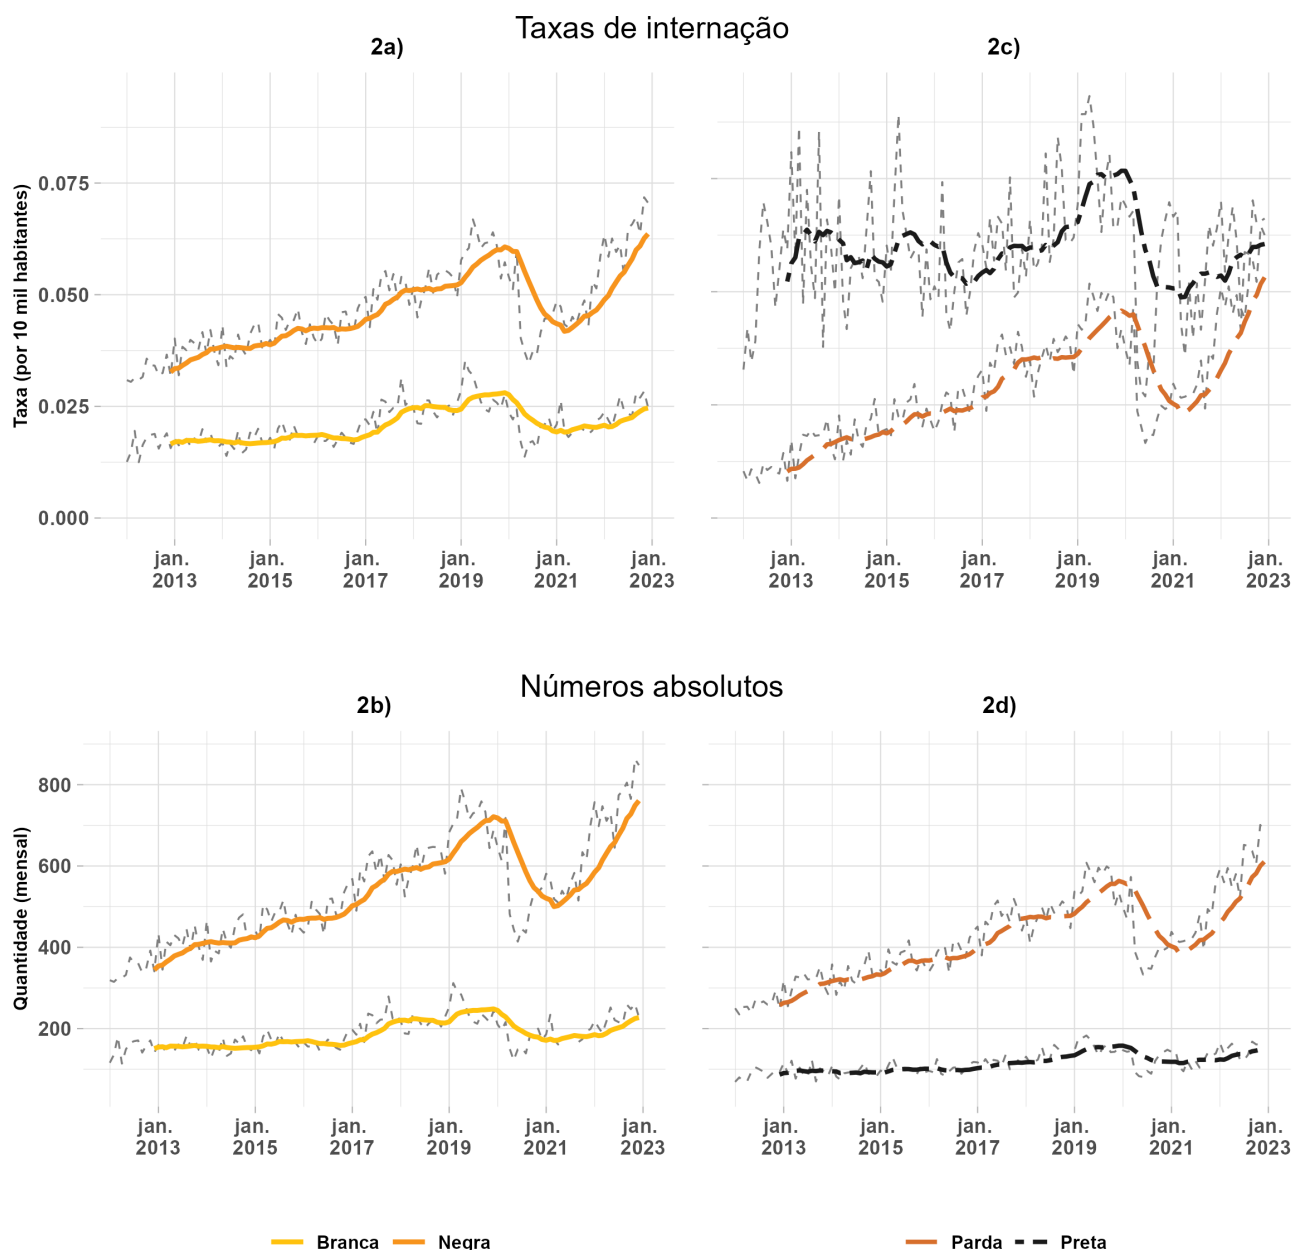 Taxas de internação
2a)
2c)
Taxa (por 10 mil habitantes)
0.075
0.050
0.025
0.000
jan. jan. jan. jan. jan. jan.
2013 2015 2017 2019 2021 2023
jan. jan. jan. jan. jan. jan.
2013 2015 2017 2019 2021 2023
Números absolutos
2b)
2d)
Quantidade (mensal)
800
600
400
200
jan. jan. jan. jan. jan. jan.
2013 2015 2017 2019 2021 2023
jan. jan. jan. jan. jan. jan.
2013 2015 2017 2019 2021 2023
Branca Negra
Parda Preta